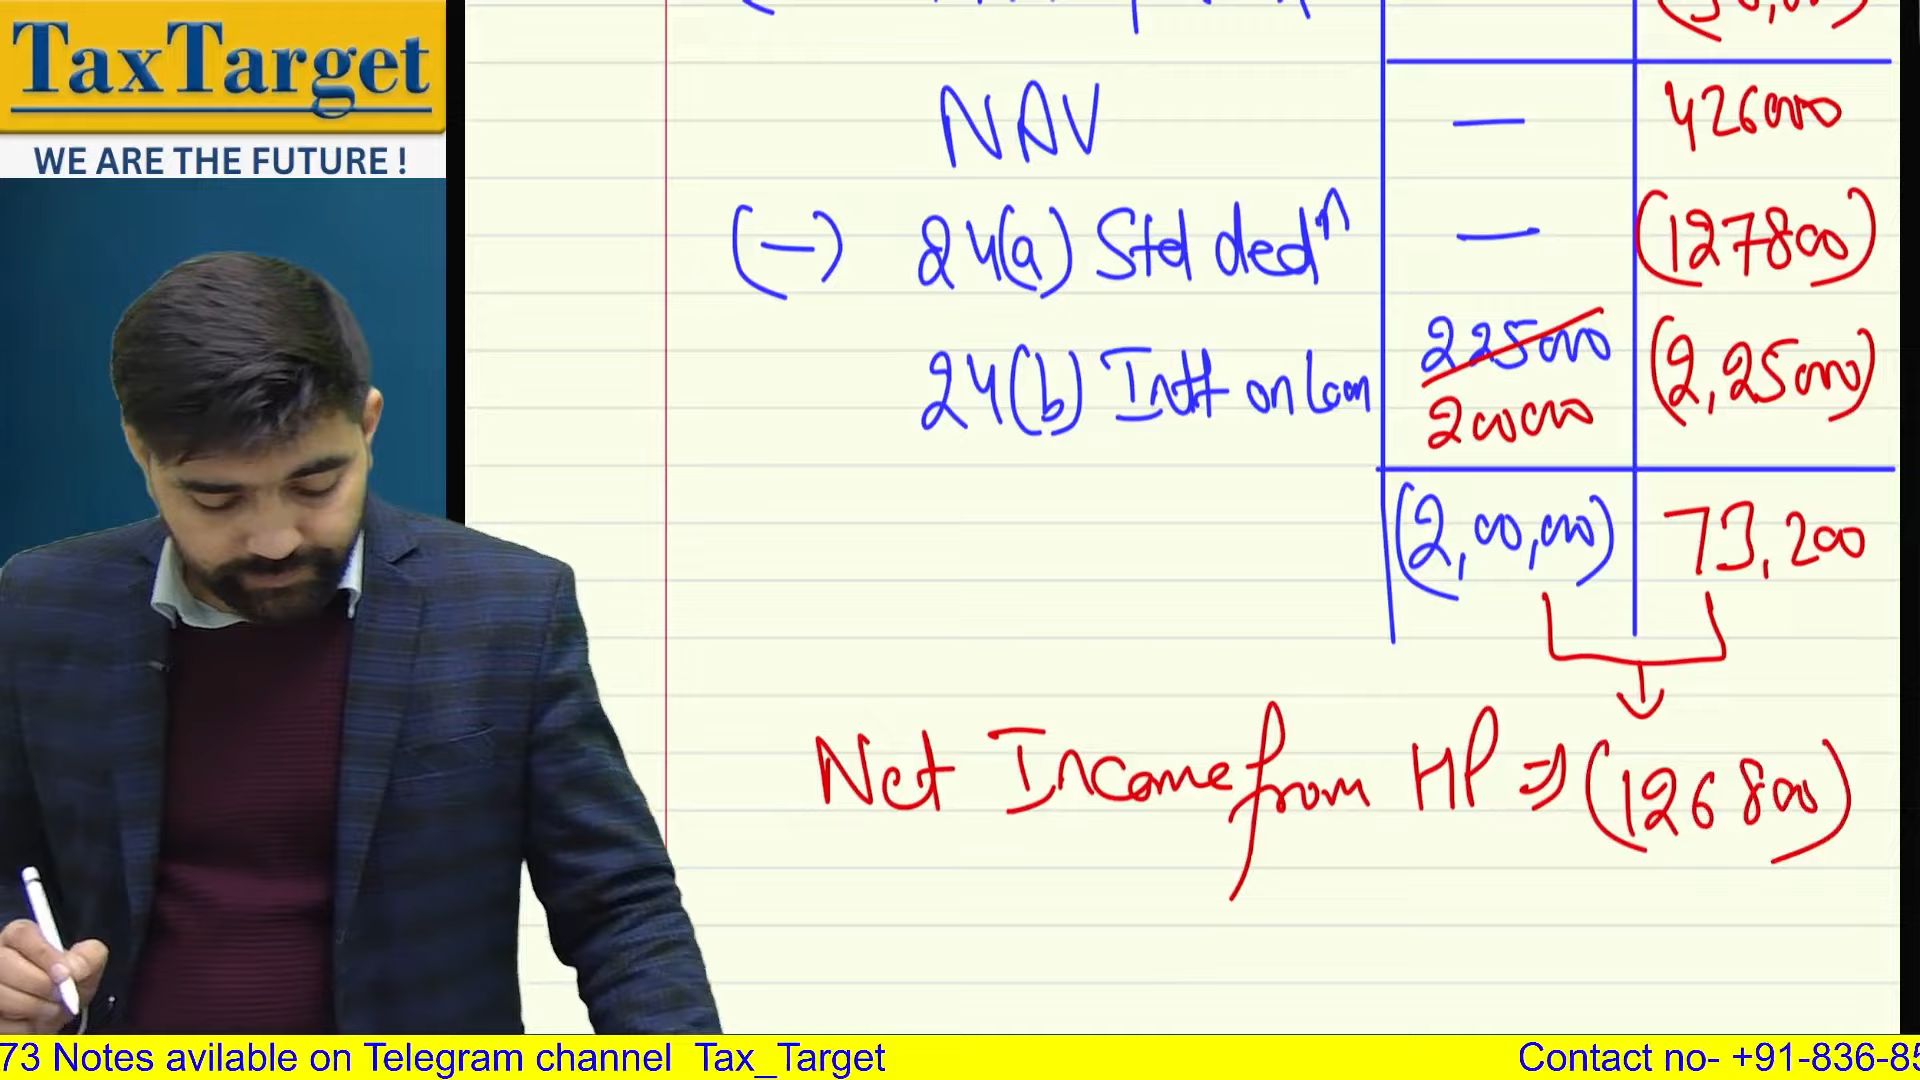 TaxTarget
WE ARE THE FUTURE !
NAV — 426000
(—) 24(a) Std dedn — (127800)
24(b) Intt on loan 225000 (2,25000)
200000
(2,00,000) 73,200
Net Income from HP ⇒ (126800)
73 Notes avilable on Telegram channel Tax_Target
Contact no- +91-836-85